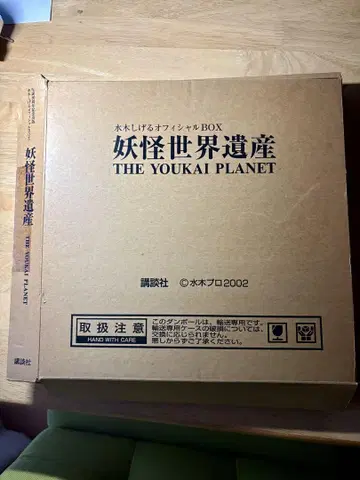 水木しげるオフィシャルBOX
妖怪世界遺産
THE YOUKAI PLANET
講談社 ©水木プロ2002
取扱注意
HAND WITH CARE
このダンボールは、輸送専用です。
輸送専用ケースの破損については、
交換に応じられません。
悪しからずご了承ください。
妖怪世界遺産 THE YOUKAI PLANET
講談社